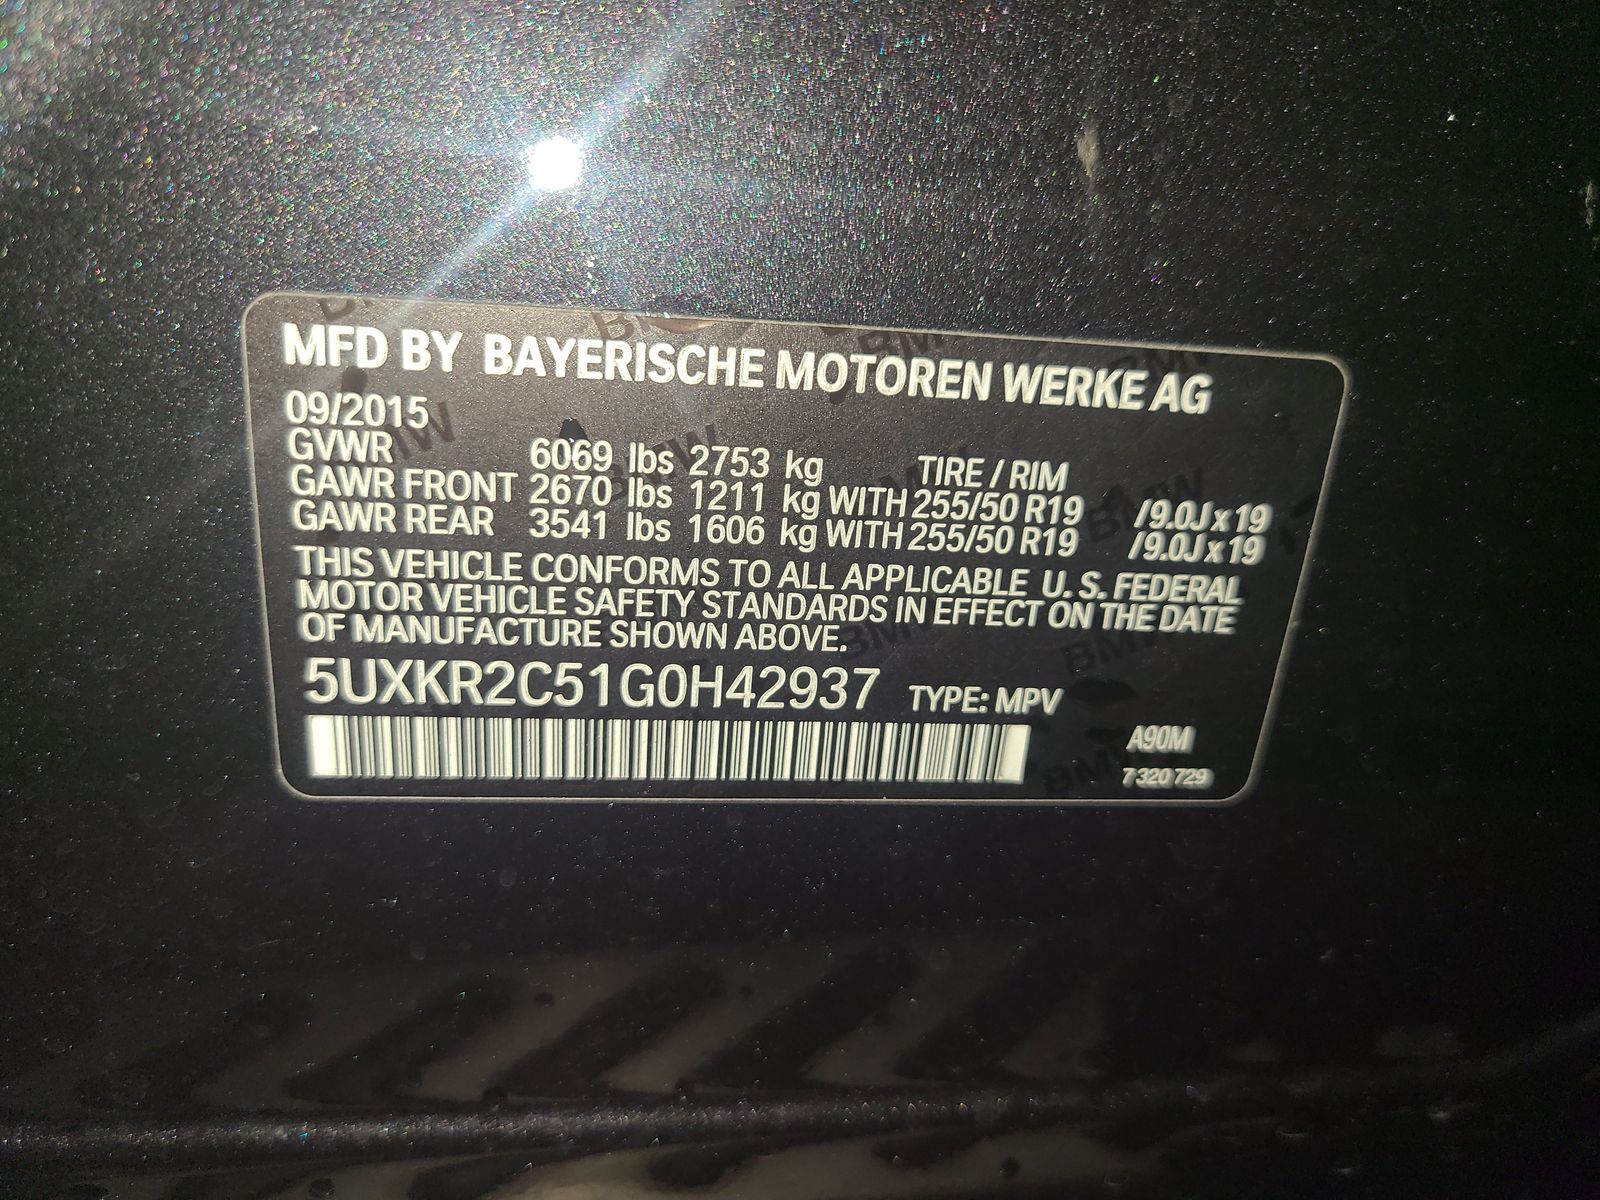 MFD BY BAYERISCHE MOTOREN WERKE AG
09/2015
GVWR 6069 lbs 2753 kg TIRE / RIM
GAWR FRONT 2670 lbs 1211 kg WITH 255/50 R19 /9.0J x 19
GAWR REAR 3541 lbs 1606 kg WITH 255/50 R19 /9.0J x 19
THIS VEHICLE CONFORMS TO ALL APPLICABLE U.S. FEDERAL
MOTOR VEHICLE SAFETY STANDARDS IN EFFECT ON THE DATE
OF MANUFACTURE SHOWN ABOVE.
5UXKR2C51G0H42937 TYPE: MPV
A90M
7 320 729